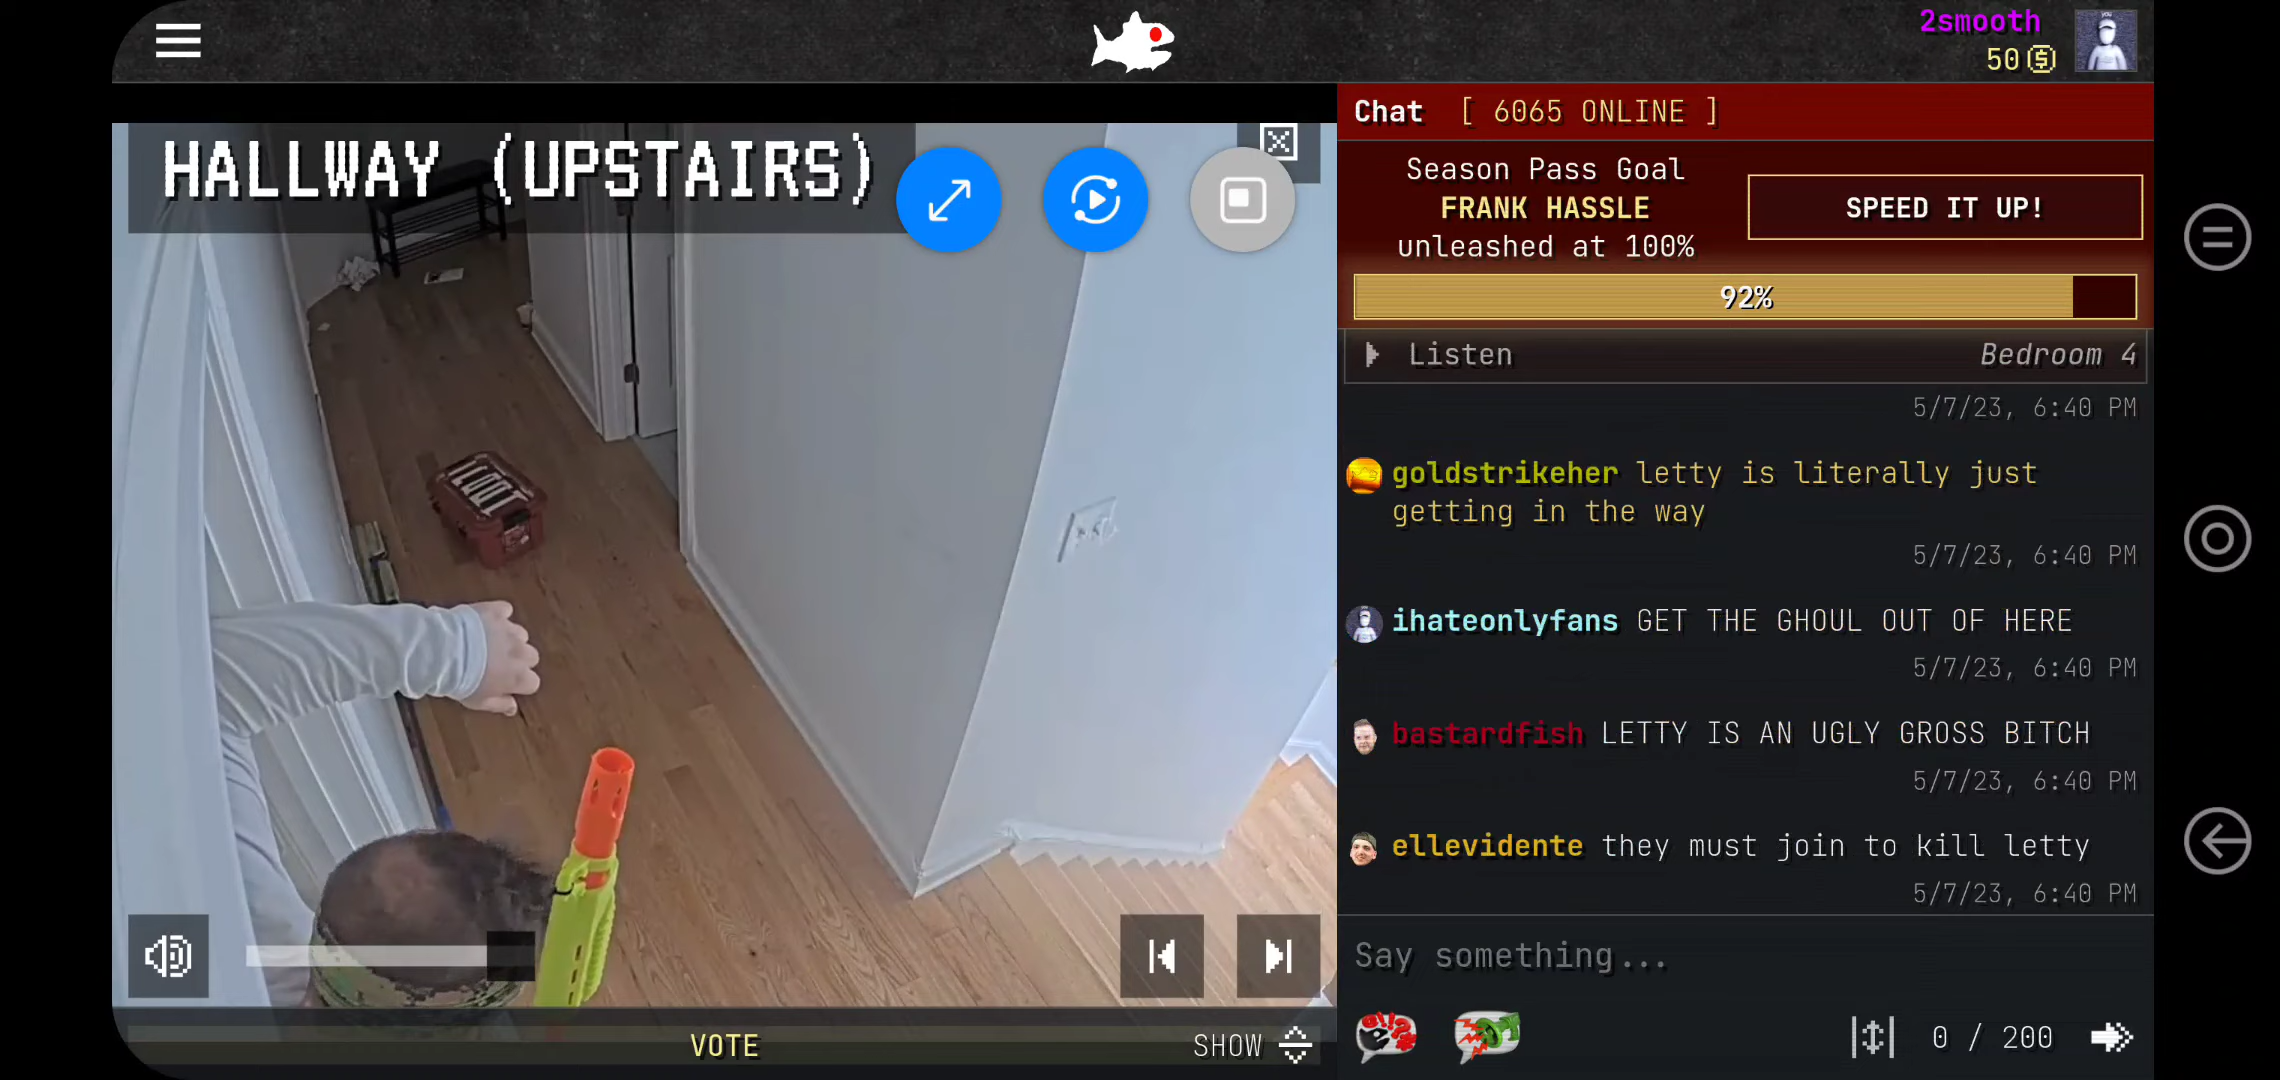 2smooth
50
HALLWAY (UPSTAIRS)
LOOT
VOTE
SHOW
Chat [ 6065 ONLINE ]
Season Pass Goal
FRANK HASSLE
unleashed at 100%
SPEED IT UP!
92%
Listen
Bedroom 4
5/7/23, 6:40 PM
goldstrikeher letty is literally just
getting in the way
5/7/23, 6:40 PM
ihateonlyfans GET THE GHOUL OUT OF HERE
5/7/23, 6:40 PM
bastardfish LETTY IS AN UGLY GROSS BITCH
5/7/23, 6:40 PM
ellevidente they must join to kill letty
5/7/23, 6:40 PM
Say something...
0 / 200